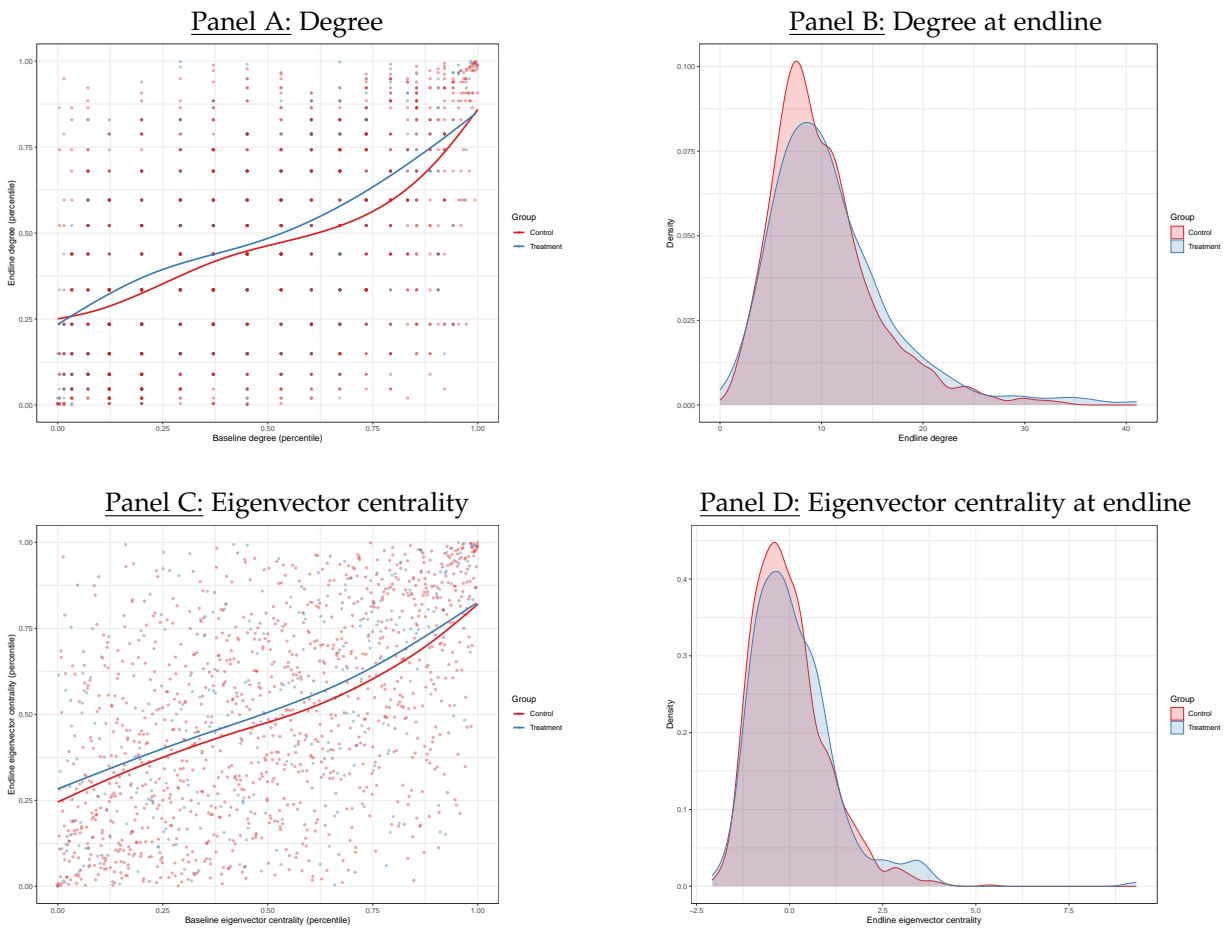 Panel A: Degree
1.00
0.75
0.50
0.25
0.00
Endline degree (percentile)
0.00 0.25 0.50 0.75 1.00
Baseline degree (percentile)
Group
Control
Treatment
Panel B: Degree at endline
0.100
0.075
0.050
0.025
0.000
Density
0 10 20 30 40
Endline degree
Group
Control
Treatment
Panel C: Eigenvector centrality
1.00
0.75
0.50
0.25
0.00
Endline eigenvector centrality (percentile)
0.00 0.25 0.50 0.75 1.00
Baseline eigenvector centrality (percentile)
Group
Control
Treatment
Panel D: Eigenvector centrality at endline
0.4
0.3
0.2
0.1
0.0
Density
−2.5 0.0 2.5 5.0 7.5
Endline eigenvector centrality
Group
Control
Treatment